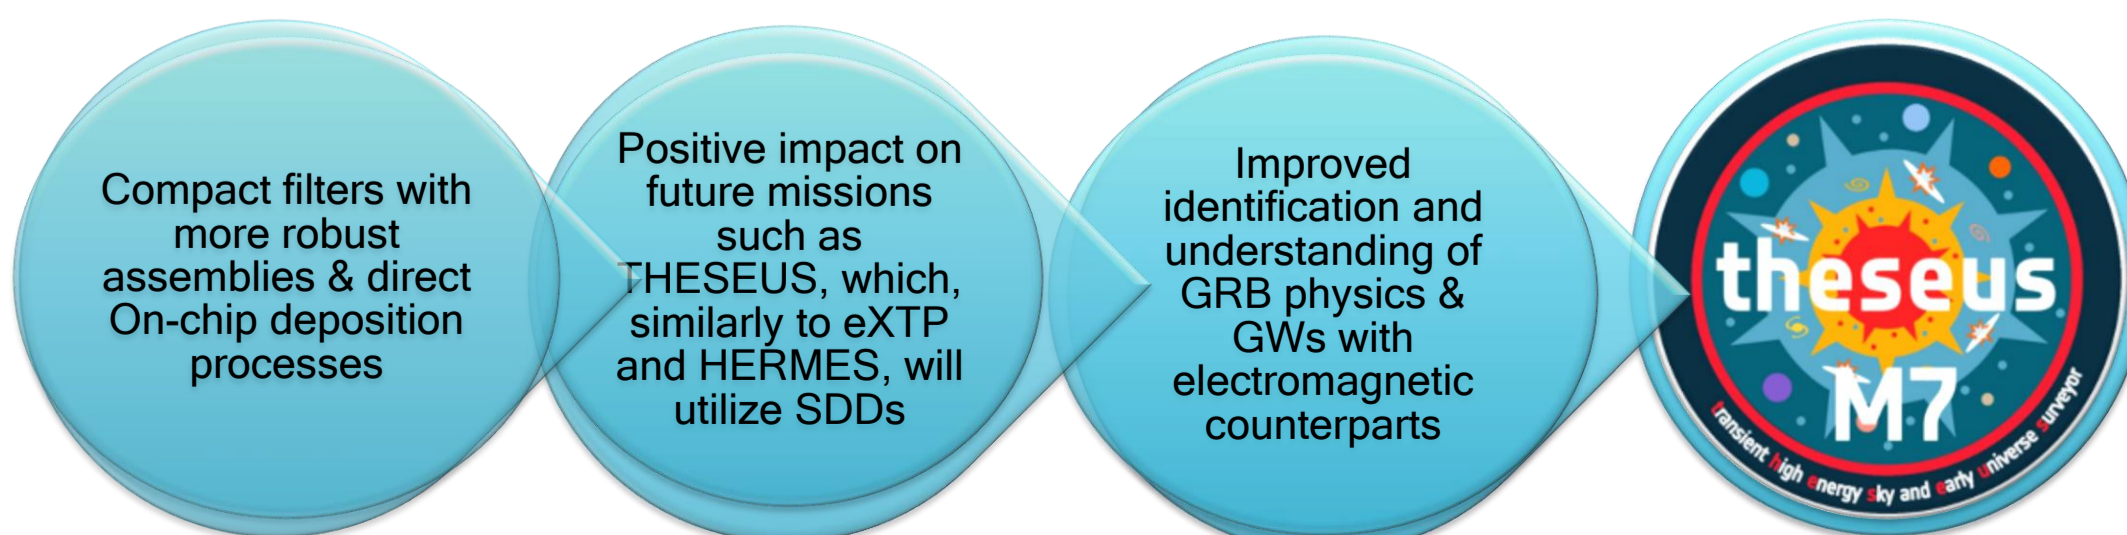 Compact filters with
more robust
assemblies & direct
On-chip deposition
processes
Positive impact on
future missions
such as
THESEUS, which,
similarly to eXTP
and HERMES, will
utilize SDDs
Improved
identification and
understanding of
GRB physics &
GWs with
electromagnetic
counterparts
theseus
M7
transient high energy sky and early universe surveyor